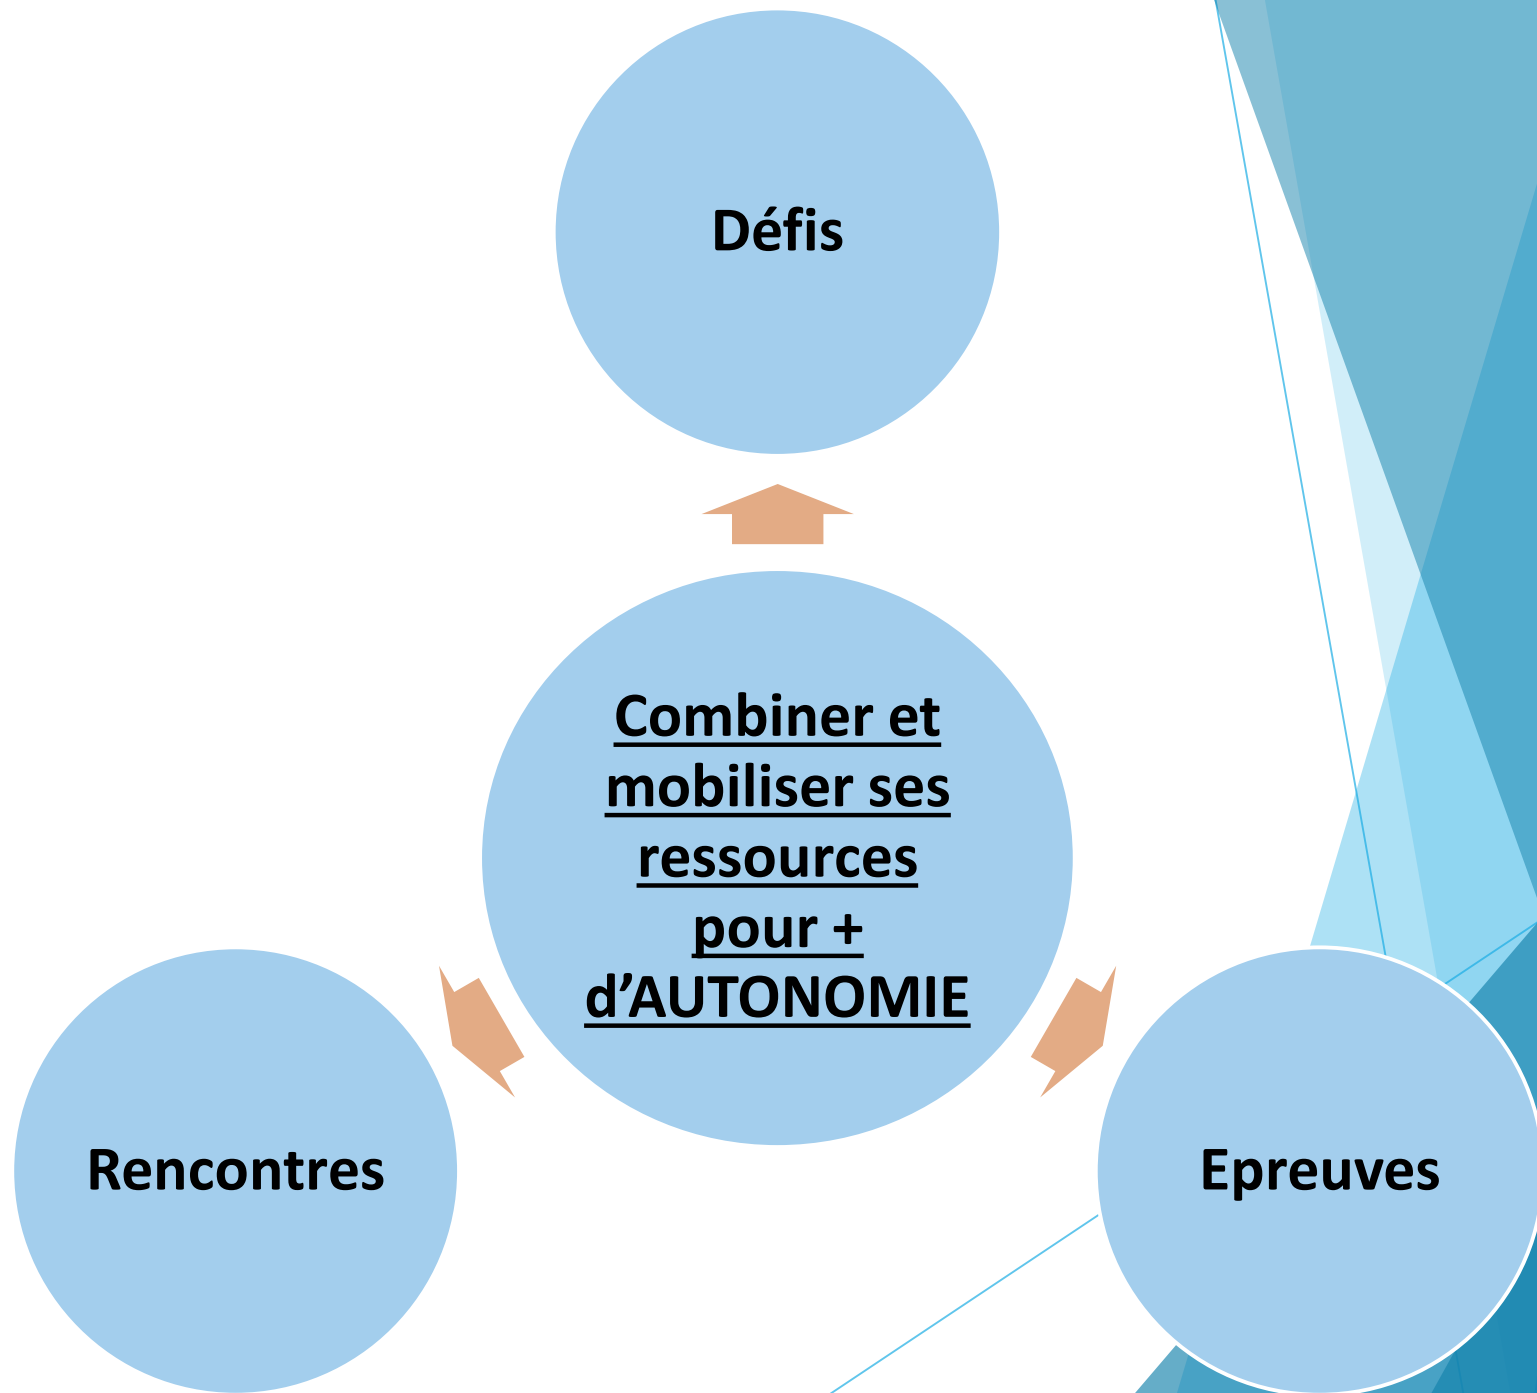 Défis
Combiner et
mobiliser ses
ressources
pour +
d’AUTONOMIE
Rencontres
Epreuves